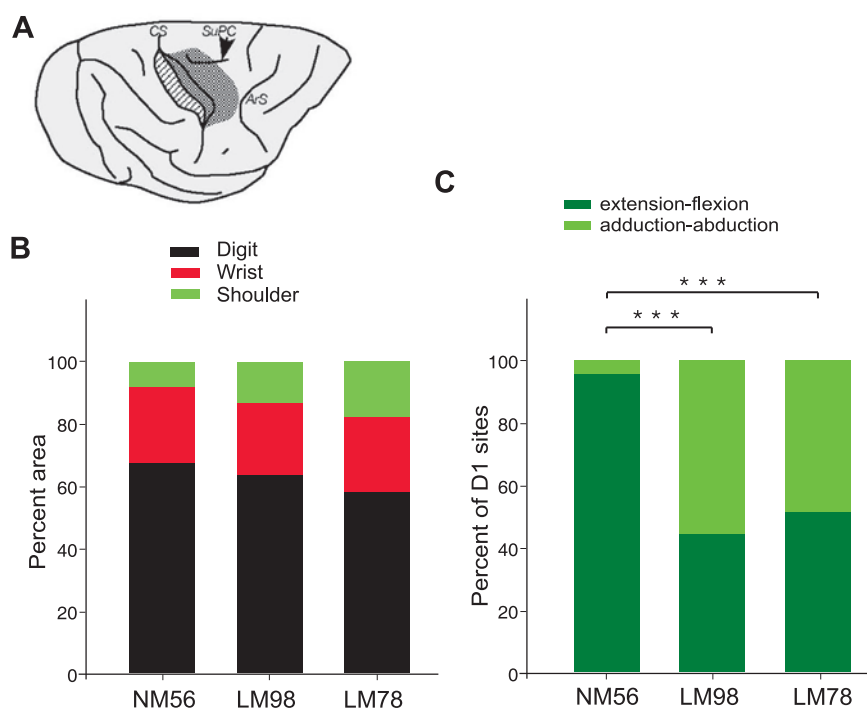 A
CS SuPC
ArS
B
Digit
Wrist
Shoulder
Percent area
100
80
60
40
20
0
NM56 LM98 LM78
C
extension-flexion
adduction-abduction
* * *
* * *
Percent of D1 sites
100
80
60
40
20
0
NM56 LM98 LM78